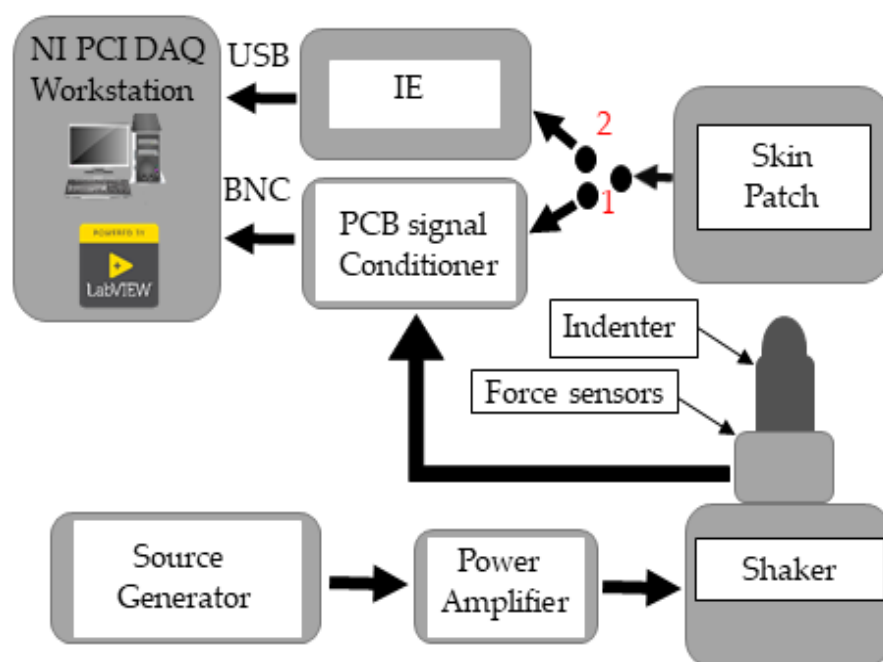 NI PCI DAQ
Workstation
POWERED BY
LabVIEW
USB
BNC
IE
PCB signal
Conditioner
2
1
Skin
Patch
Indenter
Force sensors
Source
Generator
Power
Amplifier
Shaker